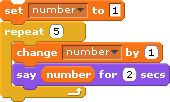 set number to 1
repeat 5
change number by 1
say number for 2 secs